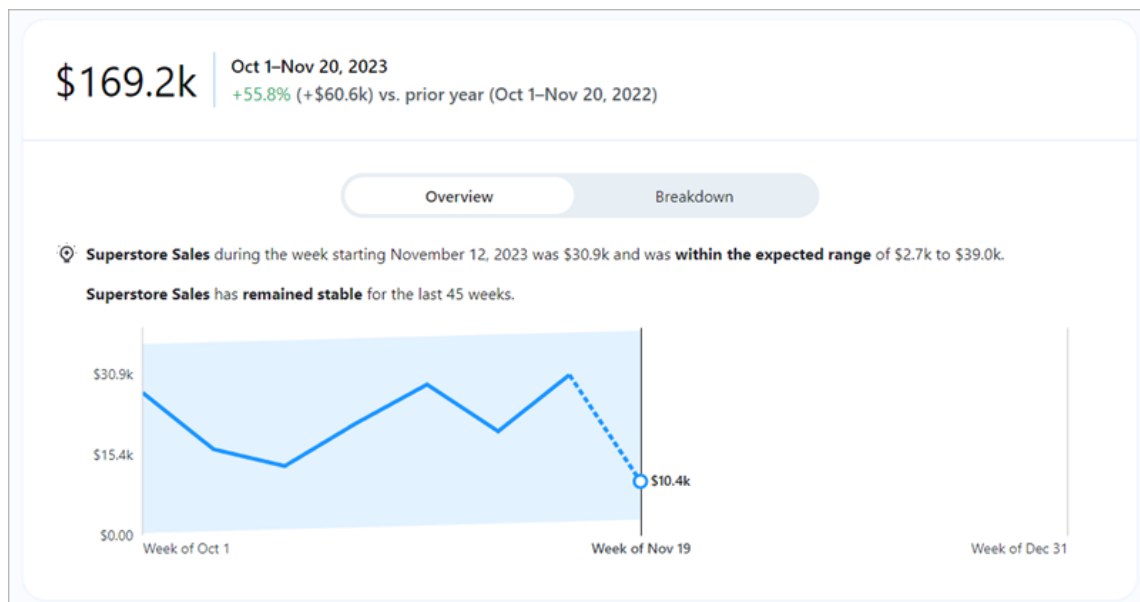 $169.2k
Oct 1–Nov 20, 2023
+55.8% (+$60.6k) vs. prior year (Oct 1–Nov 20, 2022)
Overview
Breakdown
Superstore Sales during the week starting November 12, 2023 was $30.9k and was within the expected range of $2.7k to $39.0k.
Superstore Sales has remained stable for the last 45 weeks.
$30.9k
$15.4k
$10.4k
$0.00
Week of Oct 1
Week of Nov 19
Week of Dec 31